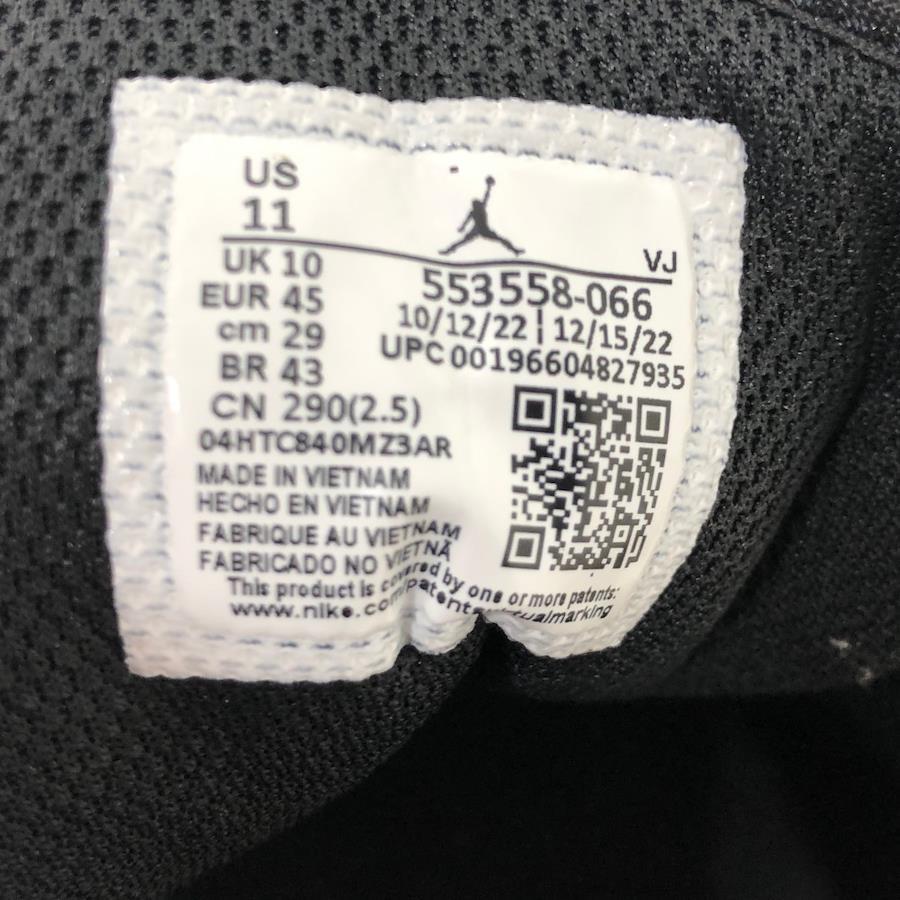 US
11
VJ
UK 10
553558-066
EUR 45
10/12/22 | 12/15/22
cm 29
UPC 00196604827935
BR 43
CN 290(2.5)
04HTC840MZ3AR
MADE IN VIETNAM
HECHO EN VIETNAM
FABRIQUE AU VIETNAM
FABRICADO NO VIETNÃ
This product is covered by one or more patents:
www.nike.com/patents